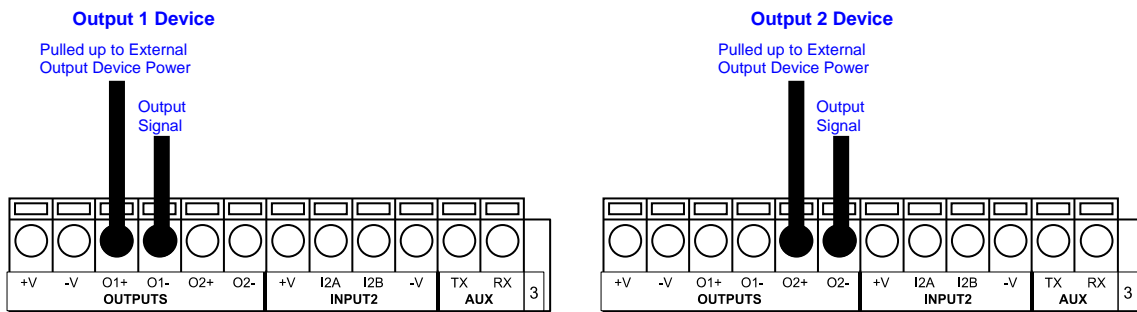 Output 1 Device
Pulled up to External
Output Device Power
Output
Signal
+V -V O1+ O1- O2+ O2- +V I2A I2B -V TX RX
OUTPUTS INPUT2 AUX
3
Output 2 Device
Pulled up to External
Output Device Power
Output
Signal
+V -V O1+ O1- O2+ O2- +V I2A I2B -V TX RX
OUTPUTS INPUT2 AUX
3